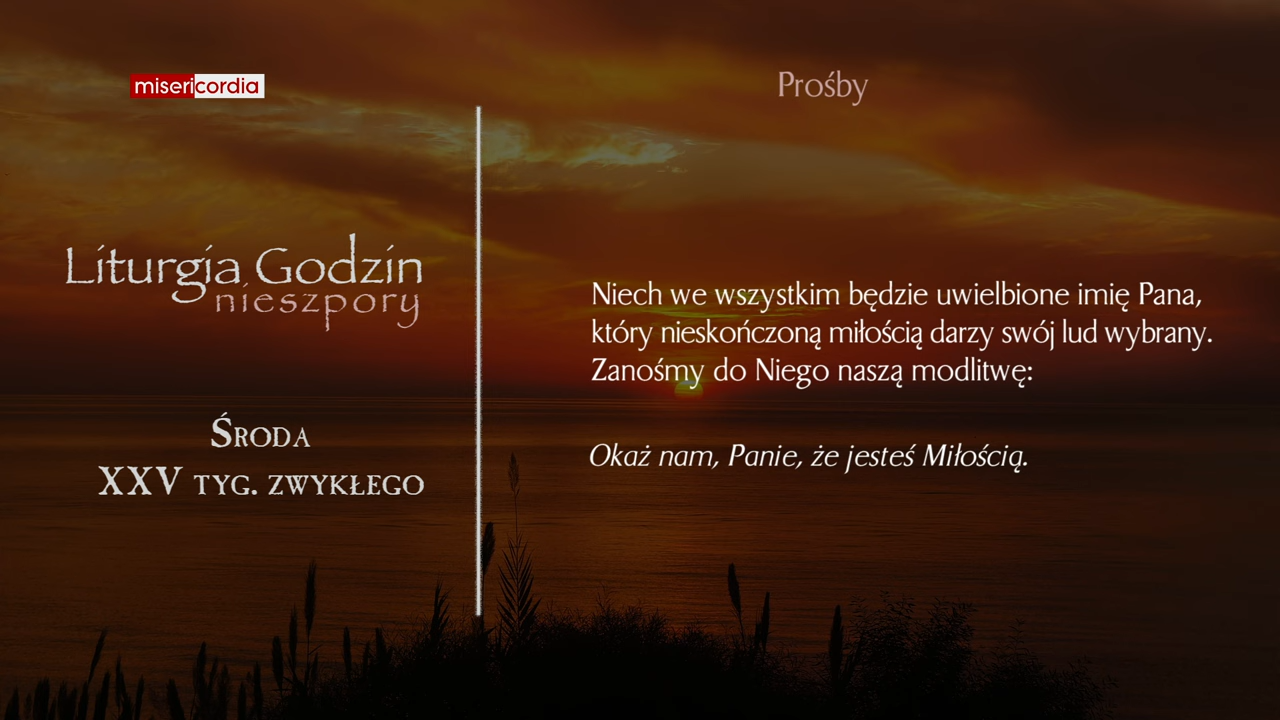 misericordia
Liturgia Godzin
nieszpory
Środa
XXV tyg. zwykłego
Prośby
Niech we wszystkim będzie uwielbione imię Pana,
który nieskończoną miłością darzy swój lud wybrany.
Zanośmy do Niego naszą modlitwę:
Okaż nam, Panie, że jesteś Miłością.